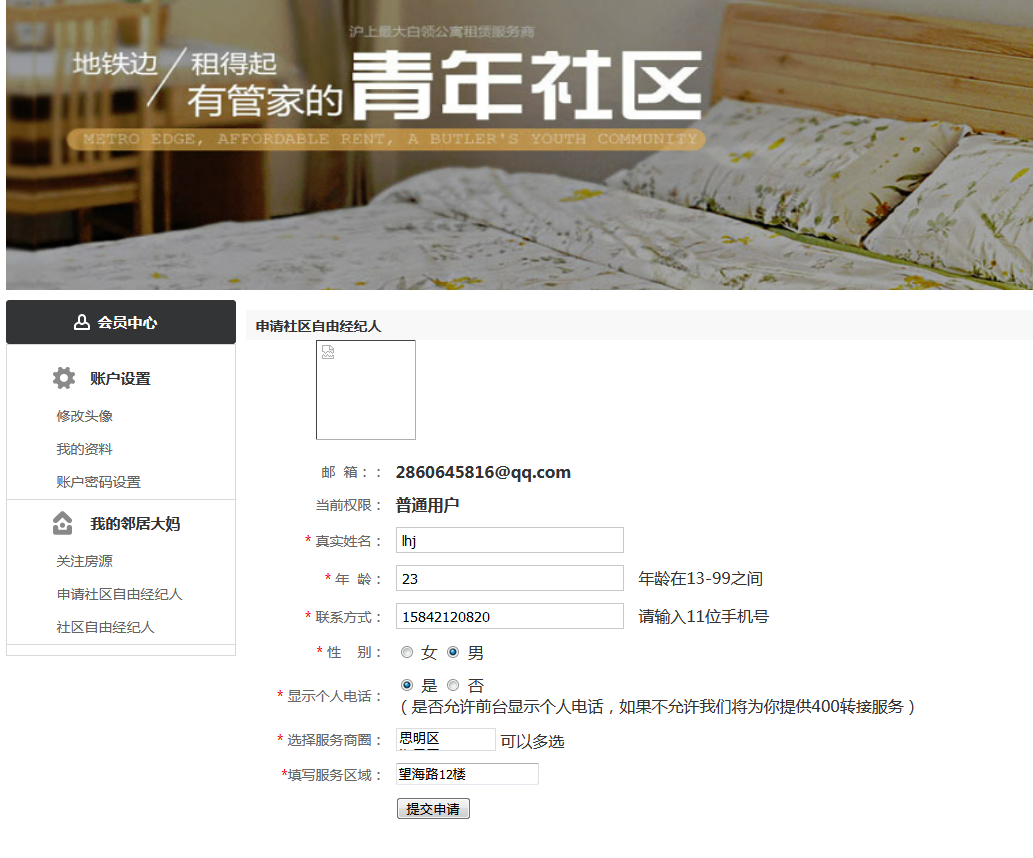 沪上最大白领公寓租赁服务商
地铁边/租得起
有管家的青年社区
METRO EDGE, AFFORDABLE RENT, A BUTLER'S YOUTH COMMUNITY
会员中心
账户设置
修改头像
我的资料
账户密码设置
我的邻居大妈
关注房源
申请社区自由经纪人
社区自由经纪人
申请社区自由经纪人
邮 箱：： 2860645816@qq.com
当前权限： 普通用户
* 真实姓名： lhj
* 年 龄： 23 年龄在13-99之间
* 联系方式： 15842120820 请输入11位手机号
* 性 别： 女 男
* 显示个人电话： 是 否
（是否允许前台显示个人电话，如果不允许我们将为你提供400转接服务）
* 选择服务商圈： 思明区 可以多选
*填写服务区域： 望海路12楼
提交申请